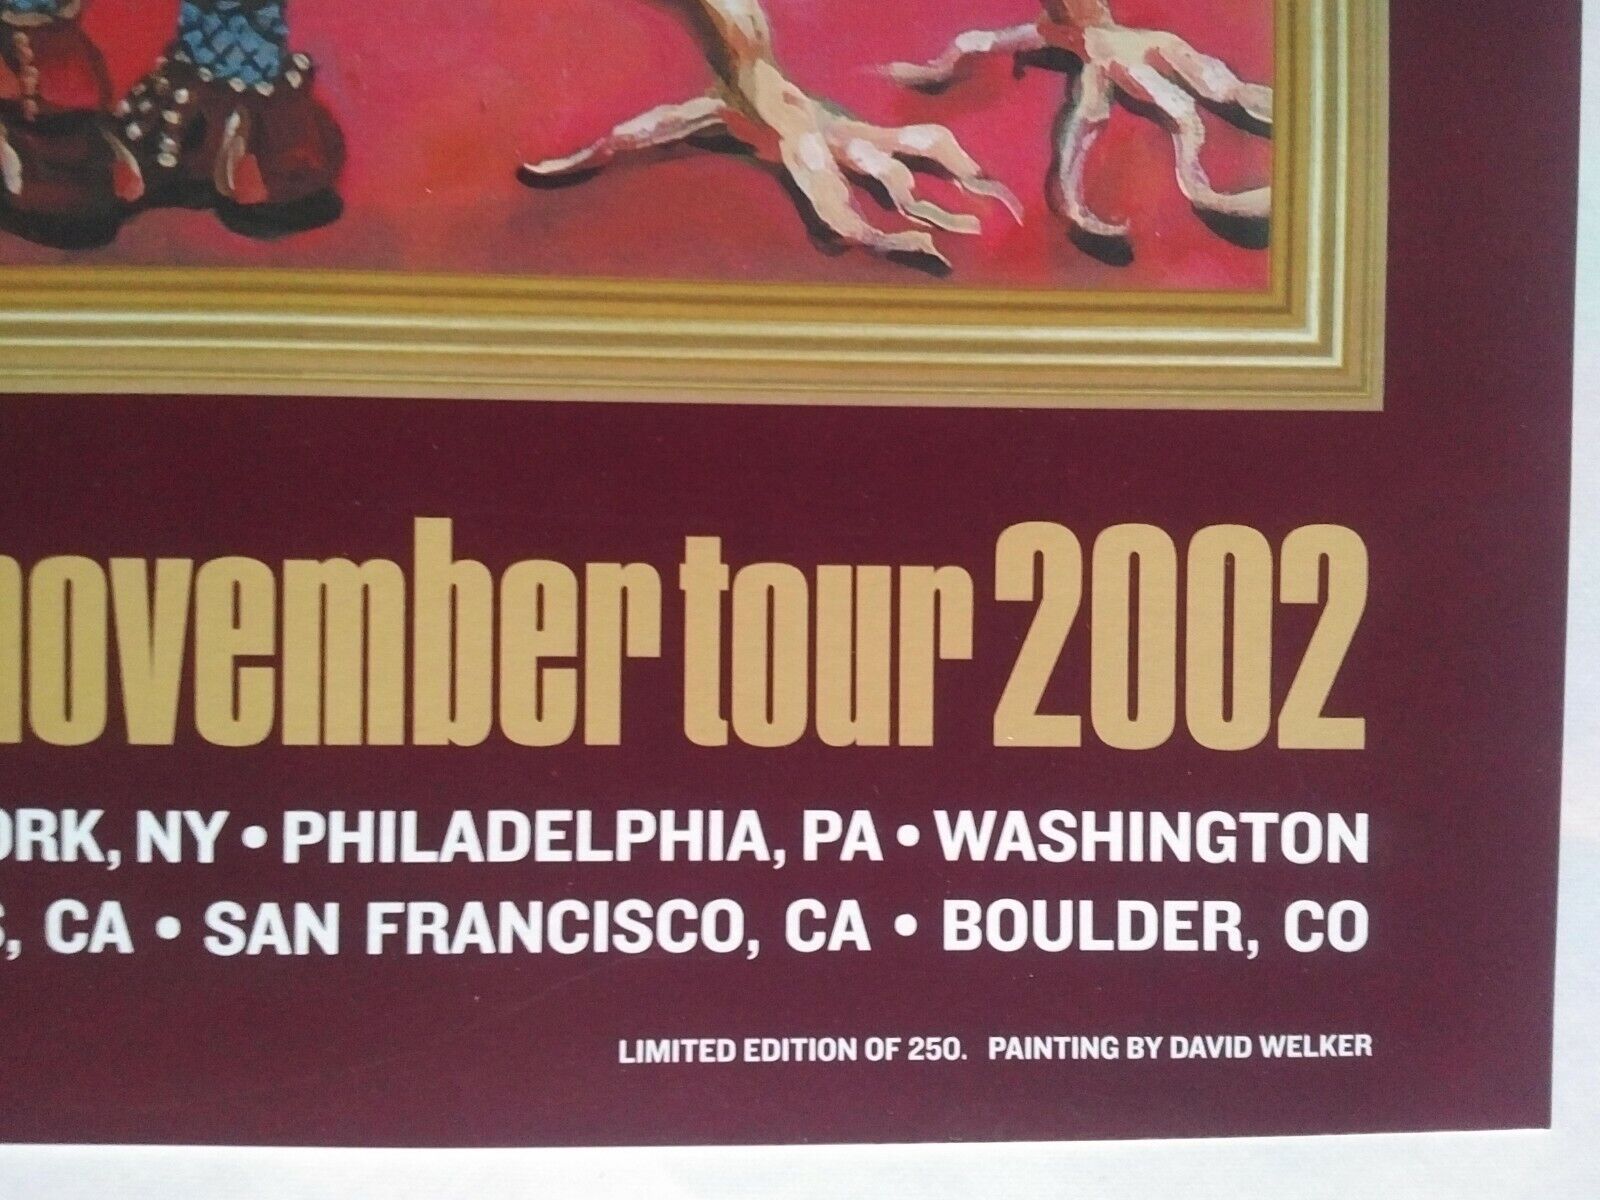 november tour 2002
ORK, NY • PHILADELPHIA, PA • WASHINGTON
S, CA • SAN FRANCISCO, CA • BOULDER, CO
LIMITED EDITION OF 250. PAINTING BY DAVID WELKER